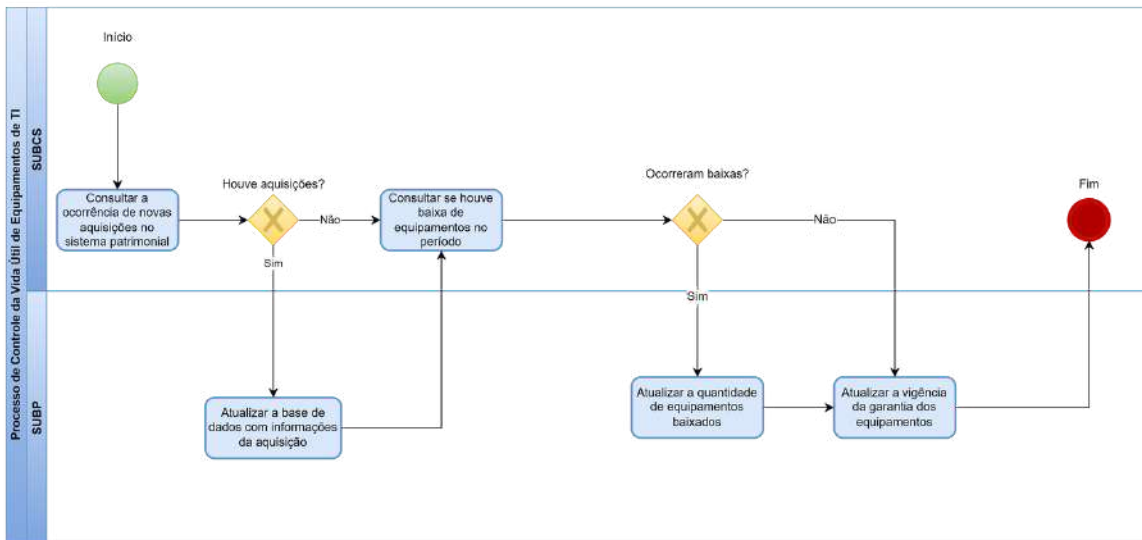 Processo de Controle da Vida Útil de Equipamentos de TI
SUBCS
Início
Consultar a
ocorrência de novas
aquisições no
sistema patrimonial
Houve aquisições?
Não
Sim
Consultar se houve
baixa de
equipamentos no
período
Ocorreram baixas?
Não
Sim
Fim
SUBP
Atualizar a base de
dados com informações
da aquisição
Atualizar a quantidade
de equipamentos
baixados
Atualizar a vigência
da garantia dos
equipamentos